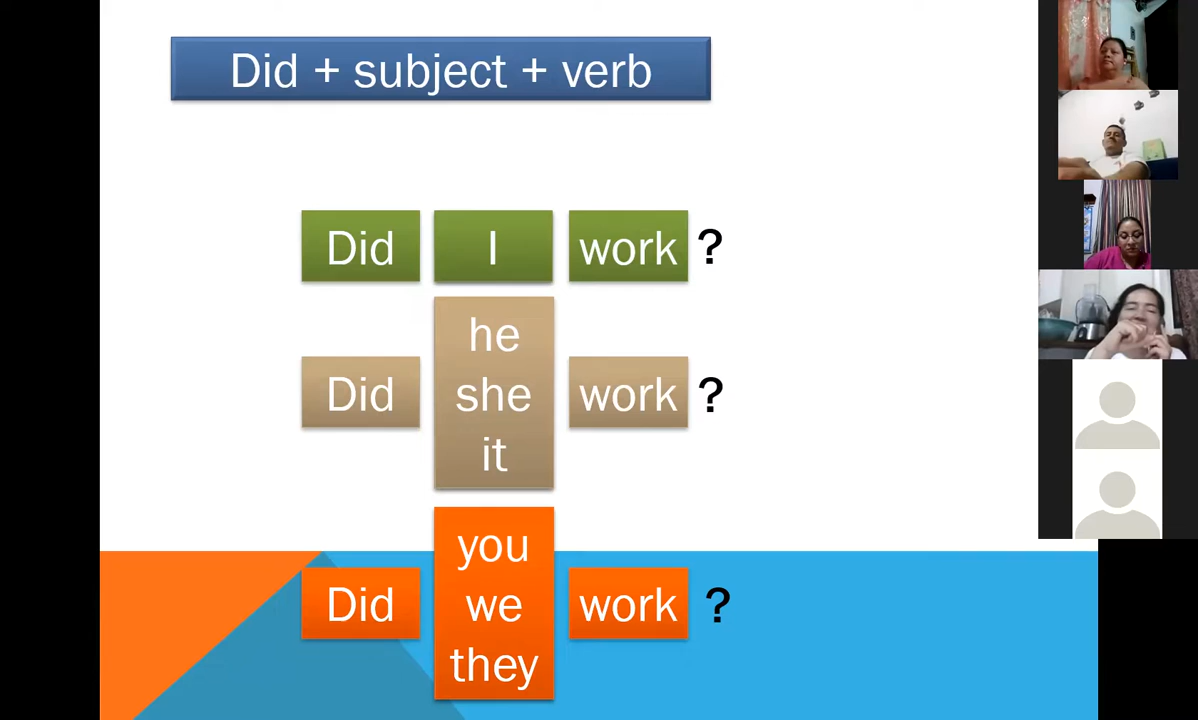 Did + subject + verb
Did I work ?
he
Did she work ?
it
you
Did we work ?
they